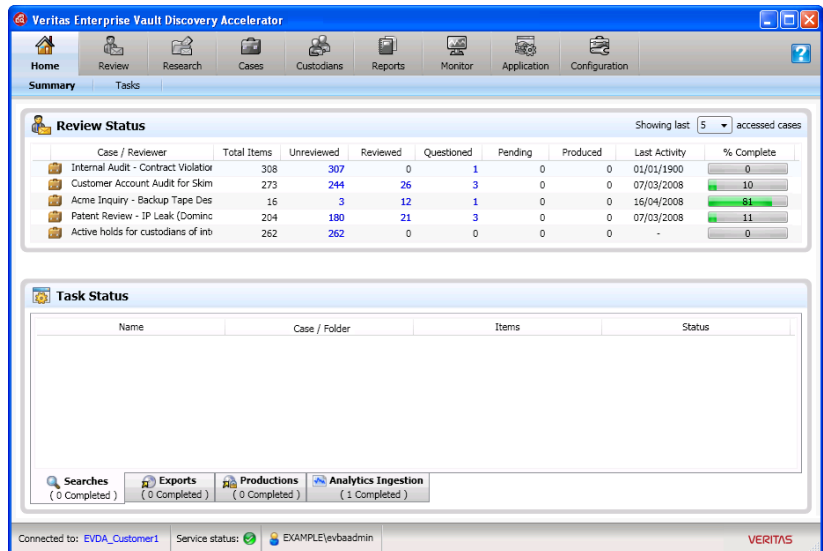 Veritas Enterprise Vault Discovery Accelerator
Home Review Research Cases Custodians Reports Monitor Application Configuration ?
Summary Tasks
Review Status Showing last 5 accessed cases
Case / Reviewer Total Items Unreviewed Reviewed Questioned Pending Produced Last Activity % Complete
Internal Audit - Contract Violation 308 307 0 1 0 0 01/01/1900 0
Customer Account Audit for Skim 273 244 26 3 0 0 07/03/2008 10
Acme Inquiry - Backup Tape Des 16 3 12 1 0 0 16/04/2008 81
Patent Review - IP Leak (Dominc 204 180 21 3 0 0 07/03/2008 11
Active holds for custodians of int 262 262 0 0 0 0 - 0
Task Status
Name Case / Folder Items Status
Searches Exports Productions Analytics Ingestion
( 0 Completed ) ( 0 Completed ) ( 0 Completed ) ( 1 Completed )
Connected to: EVDA_Customer1 Service status: EXAMPLE\evbaadmin VERITAS